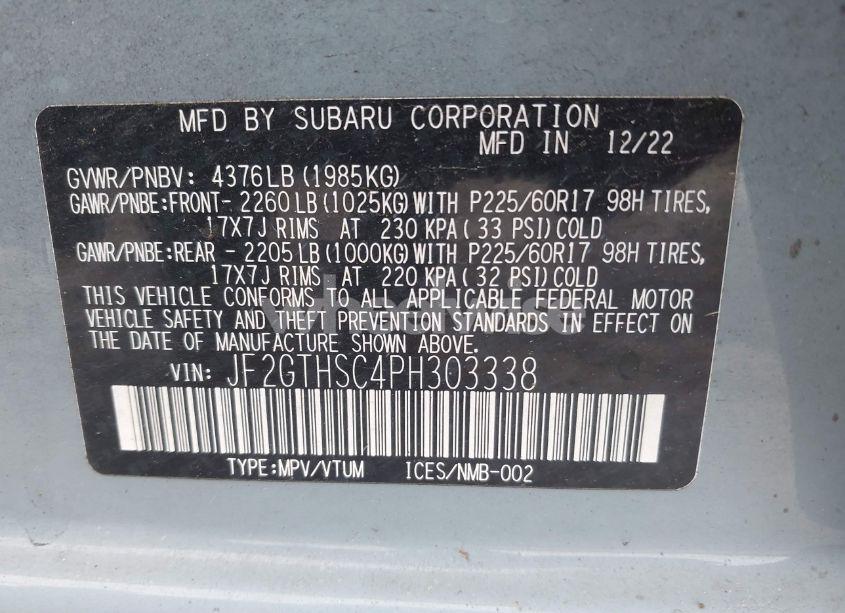 MFD BY SUBARU CORPORATION
MFD IN 12/22
GVWR/PNBV: 4376LB (1985KG)
GAWR/PNBE:FRONT- 2260LB (1025KG) WITH P225/60R17 98H TIRES,
17X7J RIMS AT 230 KPA( 33 PSI) COLD
GAWR/PNBE:REAR - 2205LB (1000KG) WITH P225/60R17 98H TIRES,
17X7J RIMS AT 220 KPA( 32 PSI) COLD
THIS VEHICLE CONFORMS TO ALL APPLICABLE FEDERAL MOTOR
VEHICLE SAFETY AND THEFT PREVENTION STANDARDS IN EFFECT ON
THE DATE OF MANUFACTURE SHOWN ABOVE.
VIN: JF2GTHSC4PH303338
TYPE:MPV/VTUM ICES/NMB-002